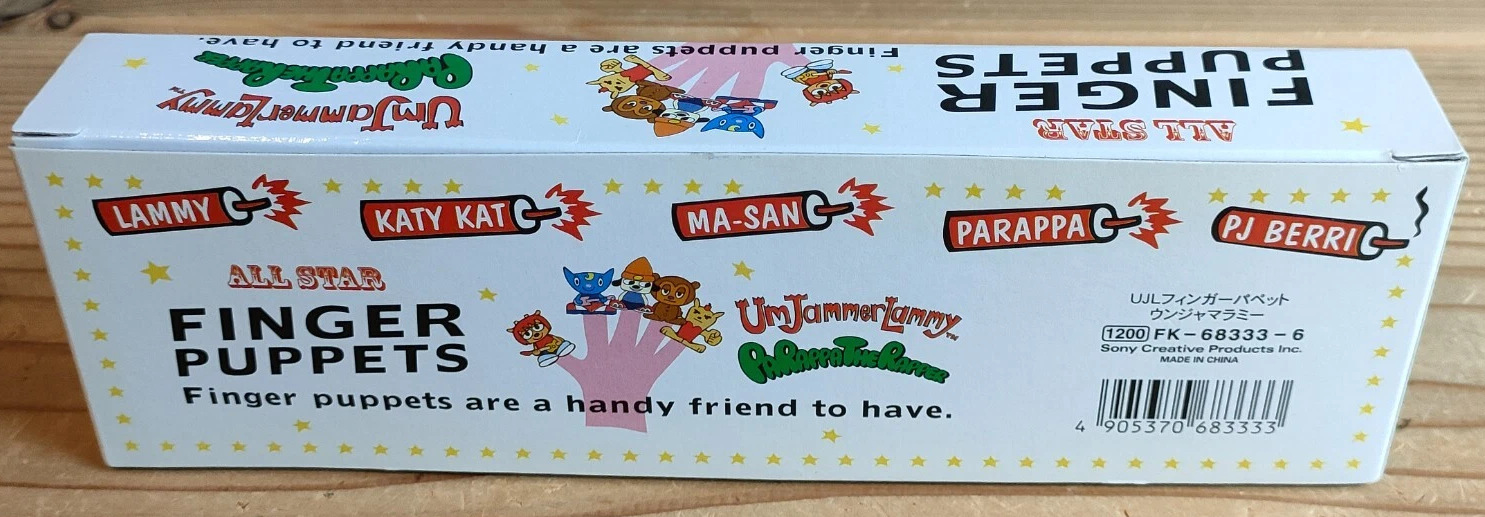 Finger puppets are a handy friend to have.
PaRappaTheRapper
UmJammerLammy™
FINGER
PUPPETS
ALL STAR
LAMMY
KATY KAT
MA-SAN
PARAPPA
PJ BERRI
ALL STAR
FINGER
PUPPETS
Finger puppets are a handy friend to have.
UmJammerLammy™
PaRappaTheRapper
UJLフィンガーパペット
ウンジャマラミー
1200 FK-68333-6
Sony Creative Products Inc.
MADE IN CHINA
4 905370 683333